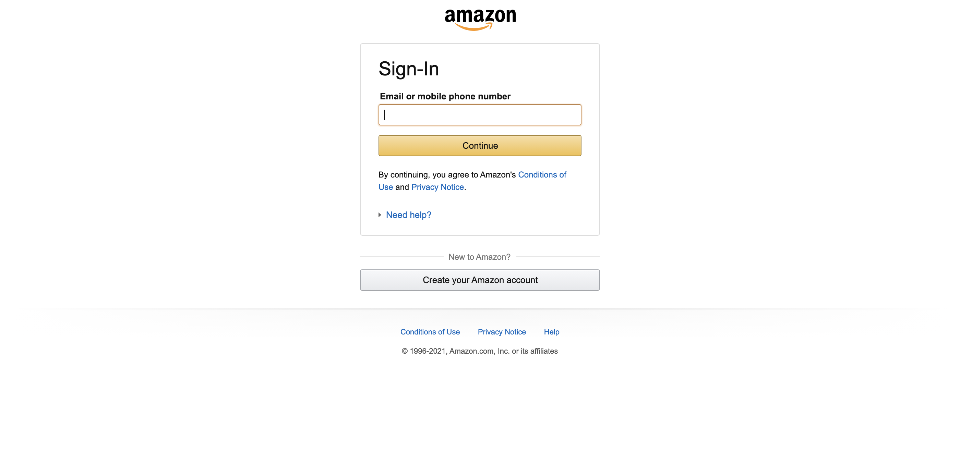 amazon
Sign-In
Email or mobile phone number
Continue
By continuing, you agree to Amazon's Conditions of
Use and Privacy Notice.
Need help?
New to Amazon?
Create your Amazon account
Conditions of Use Privacy Notice Help
© 1996-2021, Amazon.com, Inc. or its affiliates